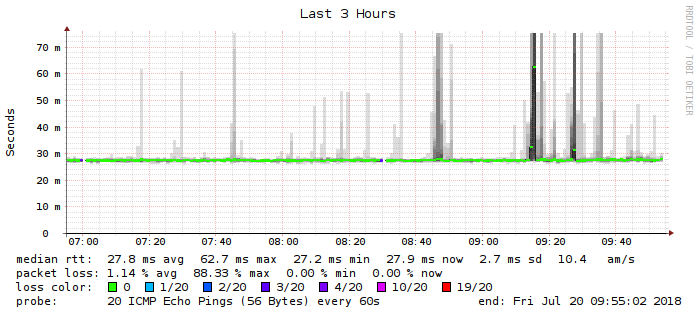 Last 3 Hours
RRDTOOL / TOBI OETIKER
Seconds
70 m
60 m
50 m
40 m
30 m
20 m
10 m
0
07:00 07:20 07:40 08:00 08:20 08:40 09:00 09:20 09:40
median rtt: 27.8 ms avg 62.7 ms max 27.2 ms min 27.9 ms now 2.7 ms sd 10.4 am/s
packet loss: 1.14 % avg 88.33 % max 0.00 % min 0.00 % now
loss color: 0 1/20 2/20 3/20 4/20 10/20 19/20
probe: 20 ICMP Echo Pings (56 Bytes) every 60s end: Fri Jul 20 09:55:02 2018